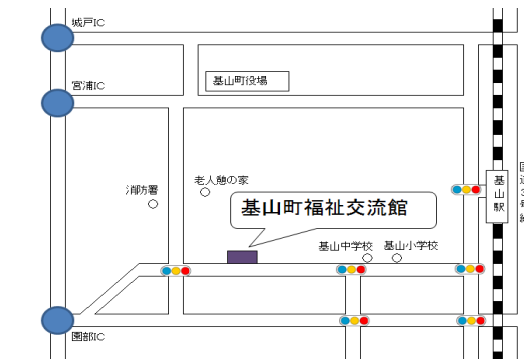 城戸IC
宮浦IC
基山町役場
老人憩の家
消防署
基山町福祉交流館
基山中学校
基山小学校
基山駅
園部IC